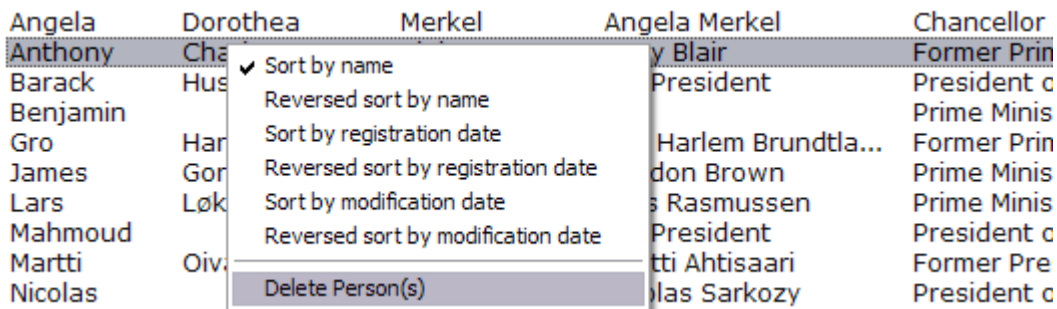 Angela Dorothea Merkel Angela Merkel Chancellor
Anthony Cha y Blair Former Prim
Sort by name
Barack Hus President President o
Reversed sort by name
Benjamin Prime Minis
Sort by registration date
Gro Har Harlem Brundtla... Former Prim
Reversed sort by registration date
James Gor don Brown Prime Minis
Sort by modification date
Lars Løk s Rasmussen Prime Minis
Reversed sort by modification date
Mahmoud President President o
Martti Oiv tti Ahtisaari Former Pre
Delete Person(s)
Nicolas las Sarkozy President o